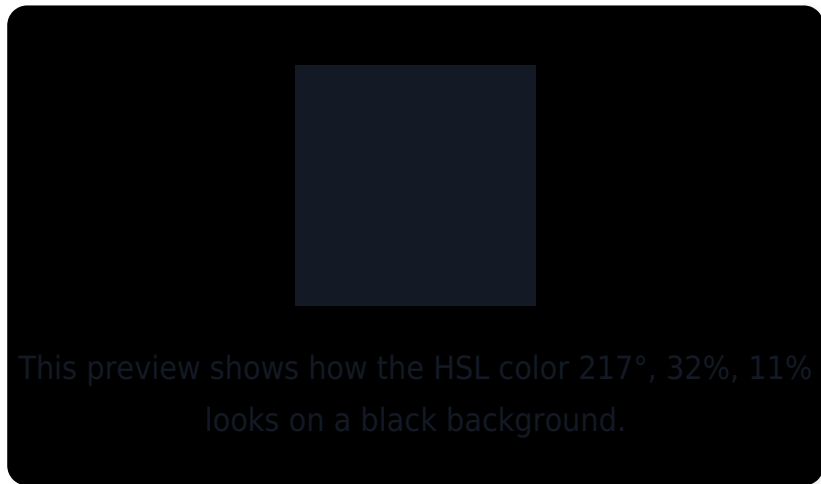 This preview shows how the HSL color 217°, 32%, 11%
looks on a black background.